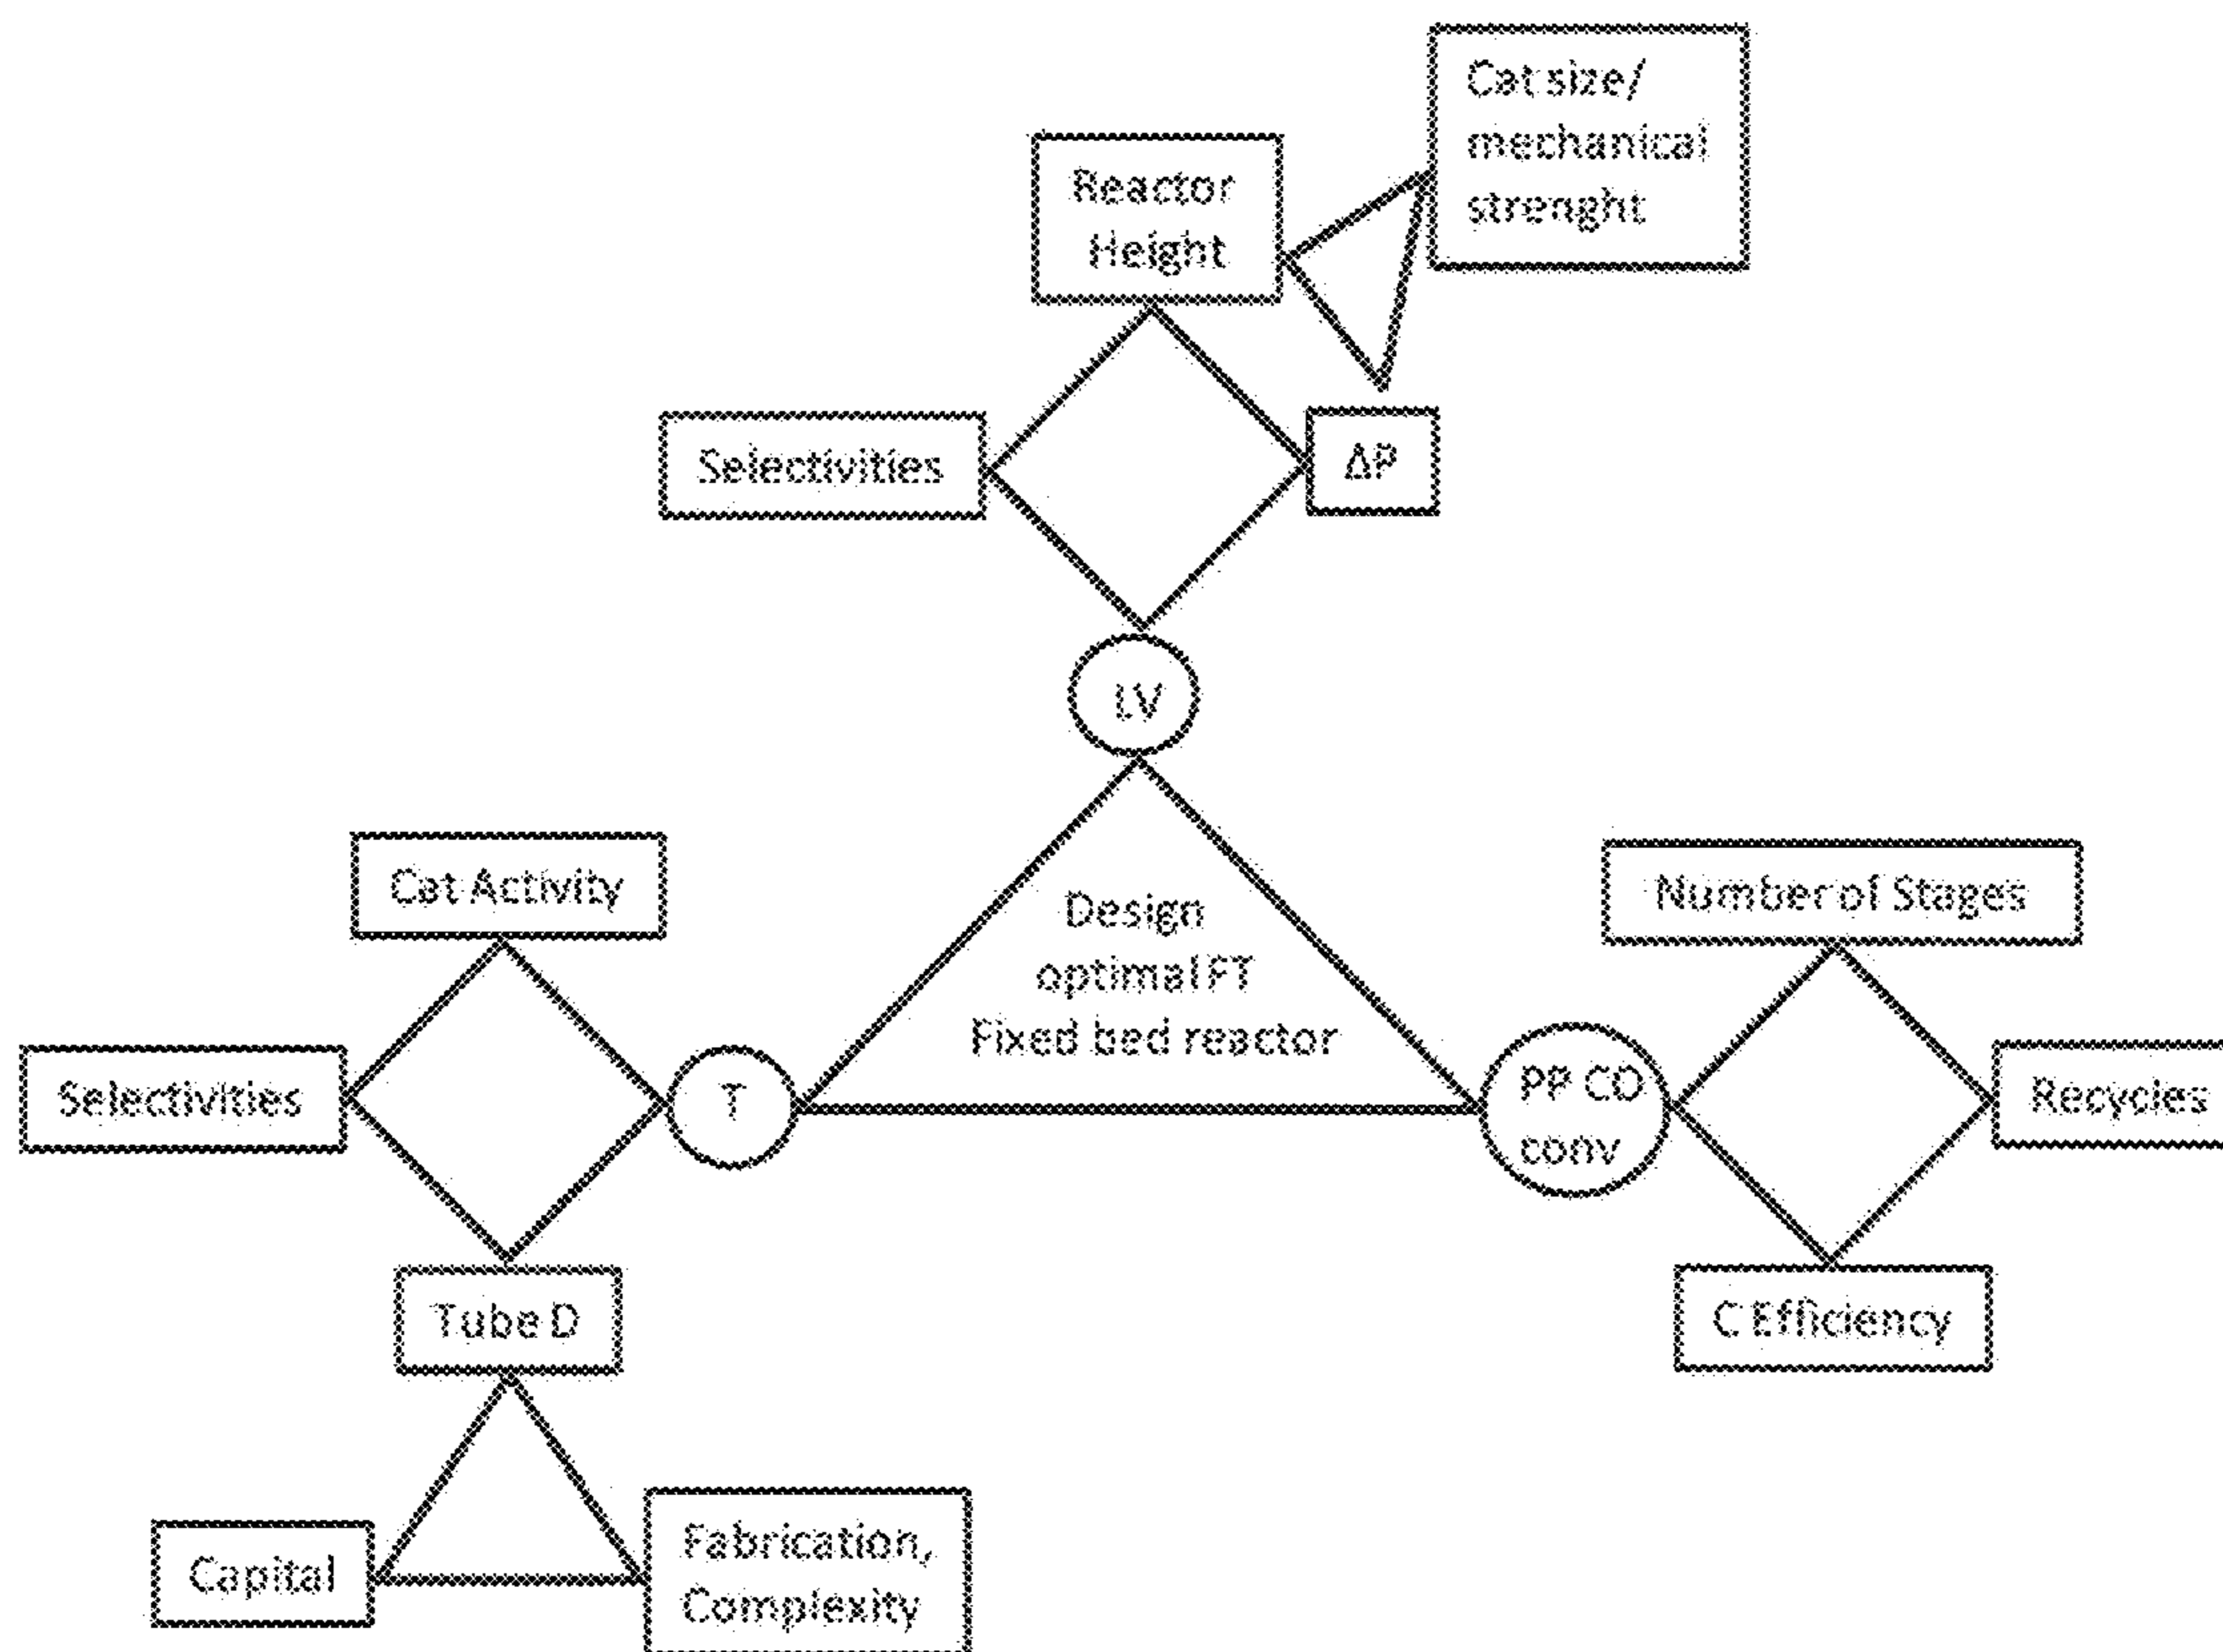 Cat size/
mechanical
strenght
Reactor
Height
Selectivities
ΔP
LV
Cat Activity
Number of Stages
Design
optimal FT
Fixed bed reactor
Selectivities
T
PP CO
conv
Recycles
Tube D
C Efficiency
Capital
Fabrication,
Complexity